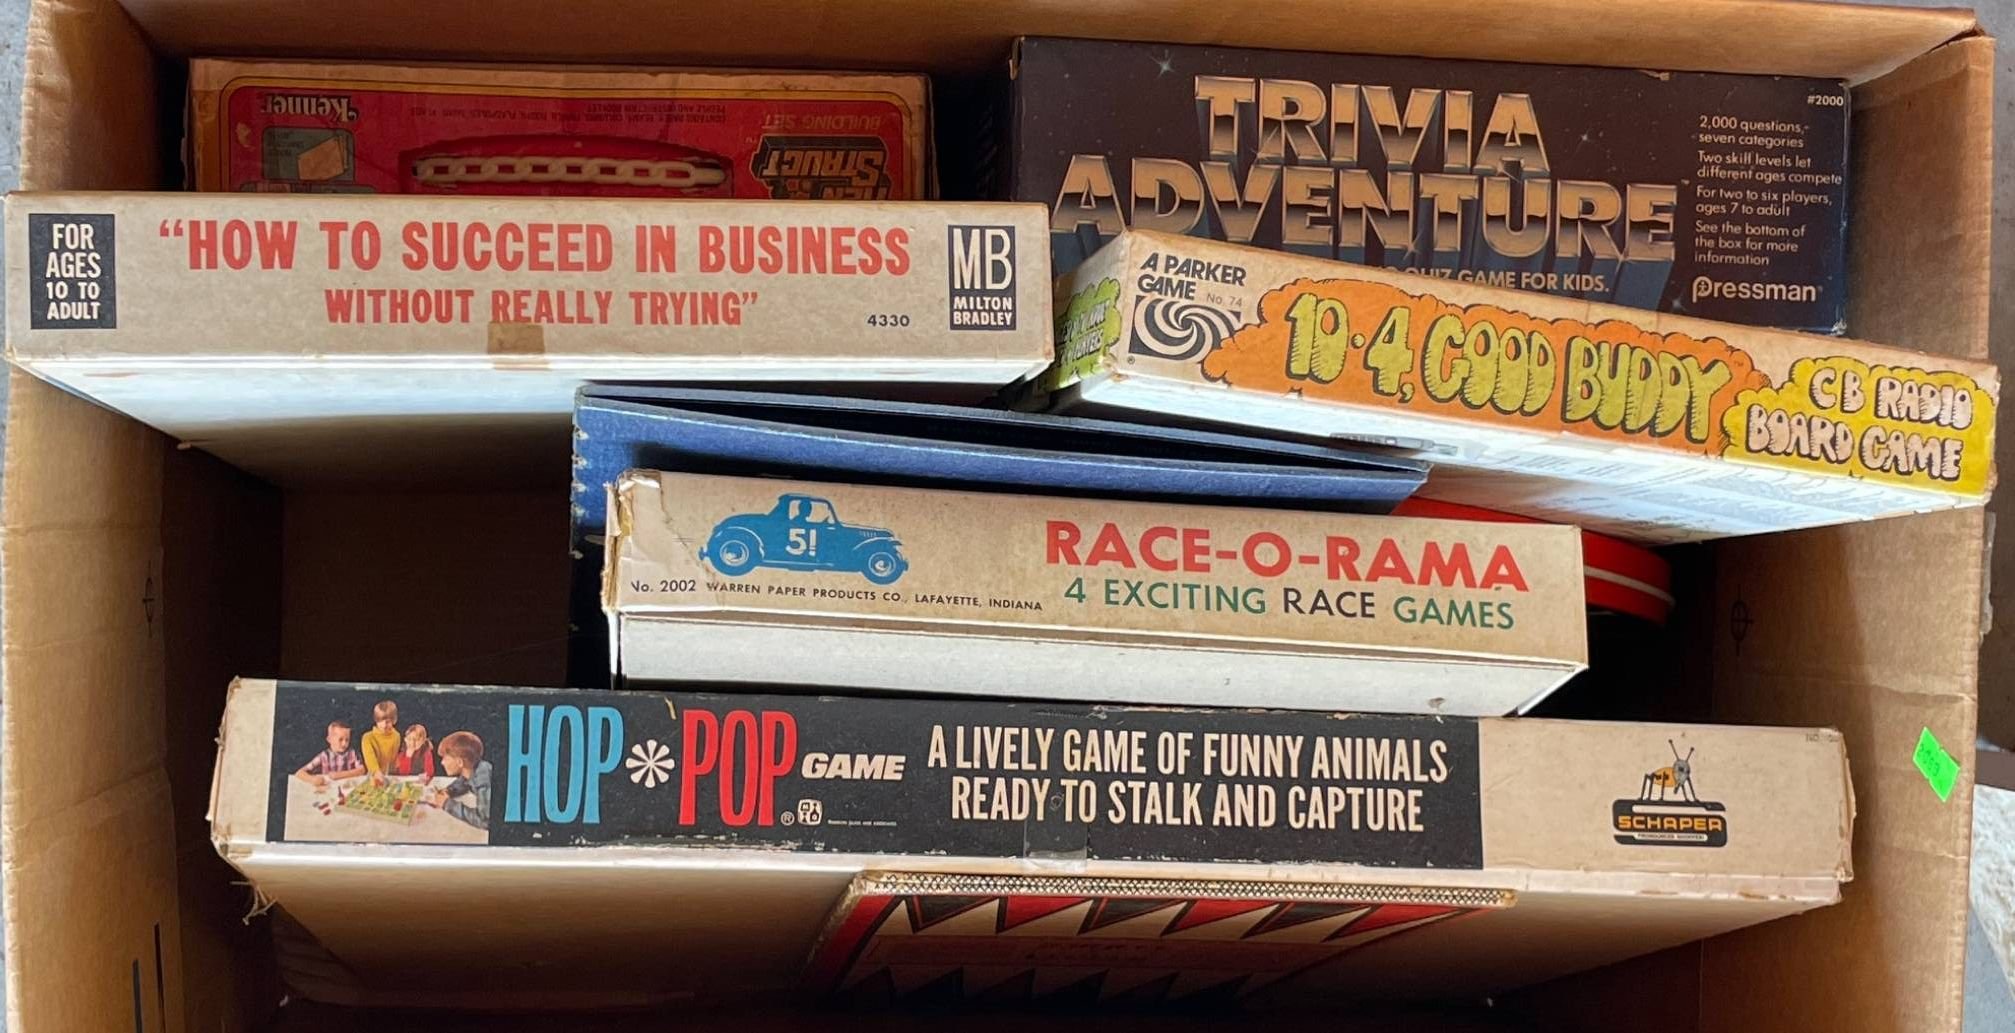 Kenner
BUILDING SET
STRUCT
TRIVIA
ADVENTURE
#2000
2,000 questions,
seven categories
Two skill levels let
different ages compete
For two to six players,
ages 7 to adult
See the bottom of
the box for more
information
QUIZ GAME FOR KIDS.
Pressman
FOR
AGES
10 TO
ADULT
"HOW TO SUCCEED IN BUSINESS
WITHOUT REALLY TRYING"
4330
MB
MILTON
BRADLEY
A PARKER
GAME No. 74
10-4, GOOD BUDDY
CB RADIO
BOARD GAME
51
RACE-O-RAMA
No. 2002 WARREN PAPER PRODUCTS CO., LAFAYETTE, INDIANA
4 EXCITING RACE GAMES
HOP*POP GAME
A LIVELY GAME OF FUNNY ANIMALS
READY TO STALK AND CAPTURE
SCHAPER